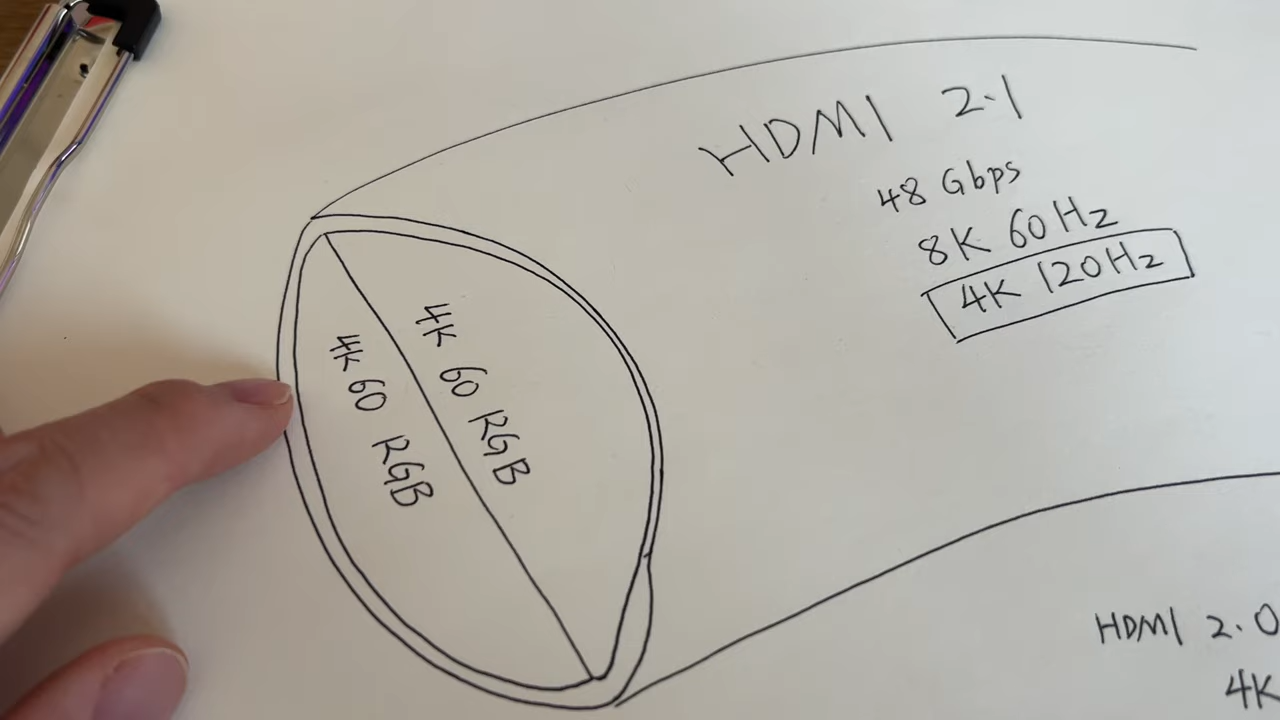 HDMI 2.1
48 Gbps
8K 60Hz
4K 120Hz
4K 60 RGB
4K 60 RGB
HDMI 2.0
4K